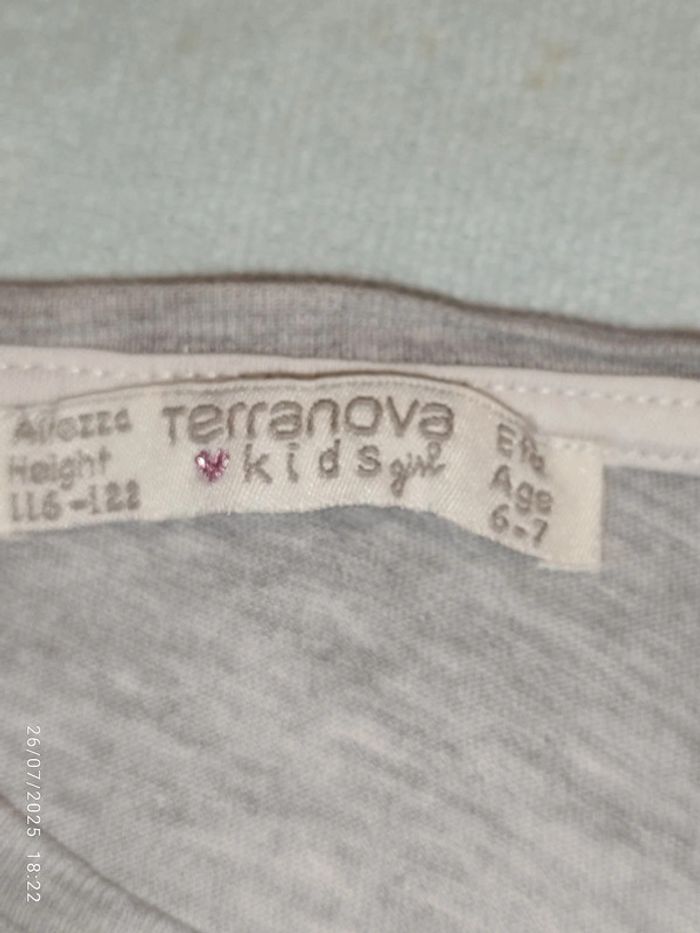 Altezza
Height
116-122
Terranova
kids girl
Età
Age
6-7
26/07/2025 18:22